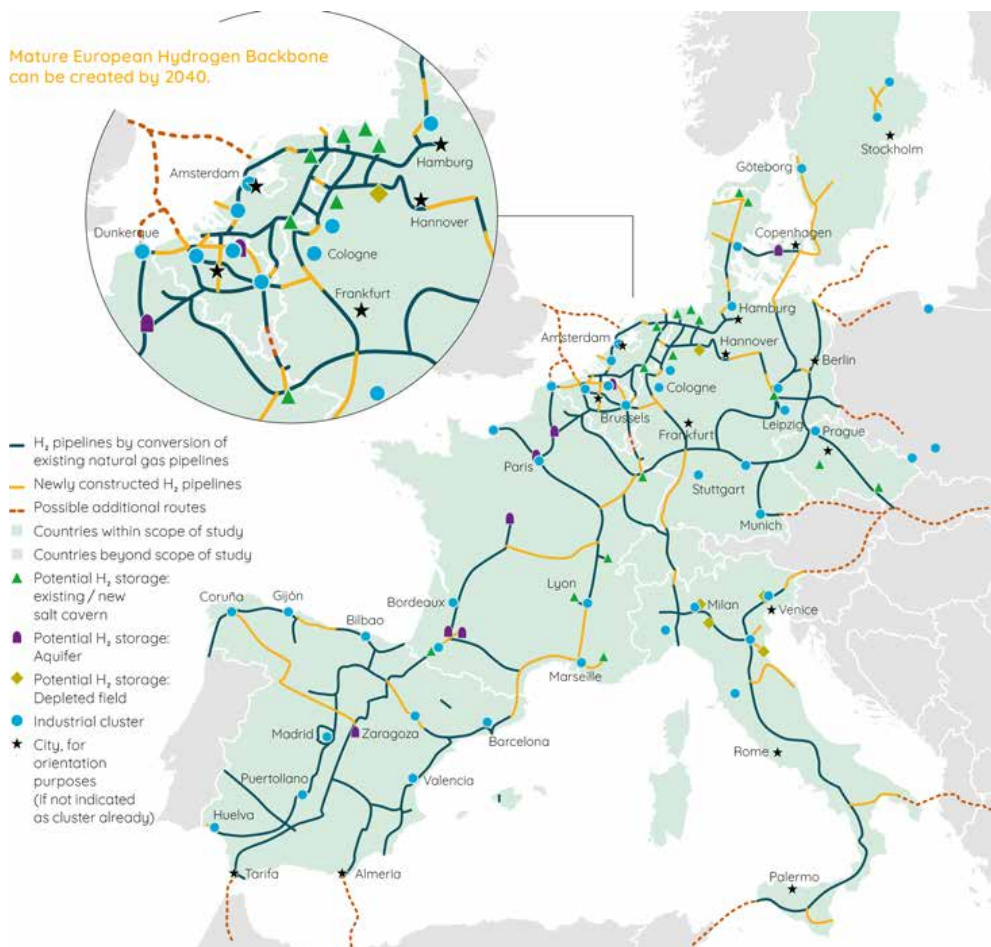 Mature European Hydrogen Backbone
can be created by 2040.
Amsterdam
Hamburg
Hannover
Dunkerque
Cologne
Frankfurt
Stockholm
Göteborg
Copenhagen
Hamburg
Amsterdam
Hannover
Berlin
Cologne
Brussels
Leipzig
Frankfurt
Prague
Paris
Stuttgart
Munich
H₂ pipelines by conversion of
existing natural gas pipelines
Newly constructed H₂ pipelines
Possible additional routes
Countries within scope of study
Countries beyond scope of study
Potential H₂ storage:
existing / new
salt cavern
Potential H₂ storage:
Aquifer
Potential H₂ storage:
Depleted field
Industrial cluster
City, for
orientation
purposes
(if not indicated
as cluster already)
Lyon
Coruña
Gijón
Bordeaux
Milan
Venice
Bilbao
Marseille
Madrid
Zaragoza
Barcelona
Rome
Puertollano
Valencia
Huelva
Tarifa
Almeria
Palermo